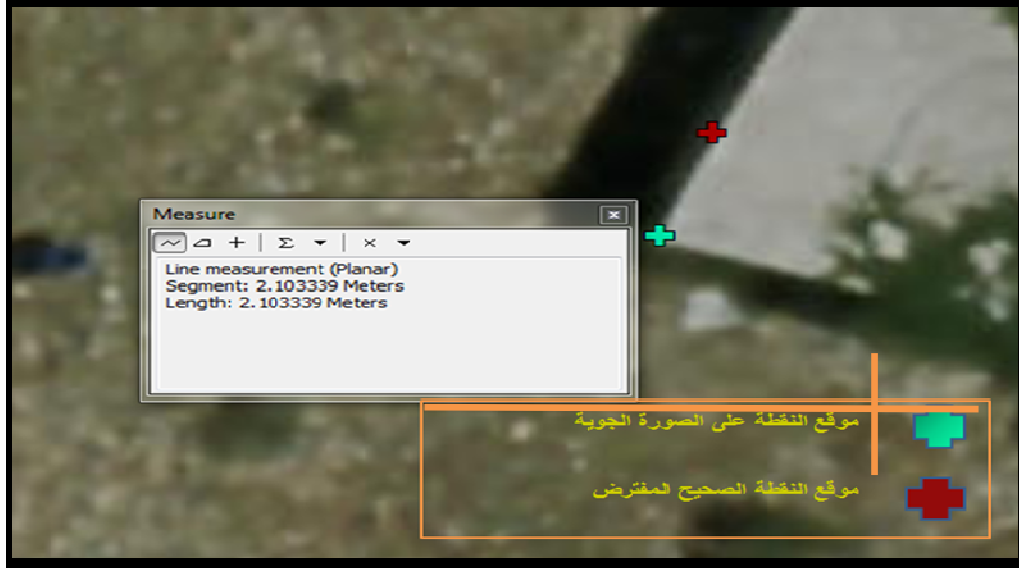 Measure
Line measurement (Planar)
Segment: 2.103339 Meters
Length: 2.103339 Meters
موقع النقطة على الصورة الجوية
موقع النقطة الصحيح المفترض